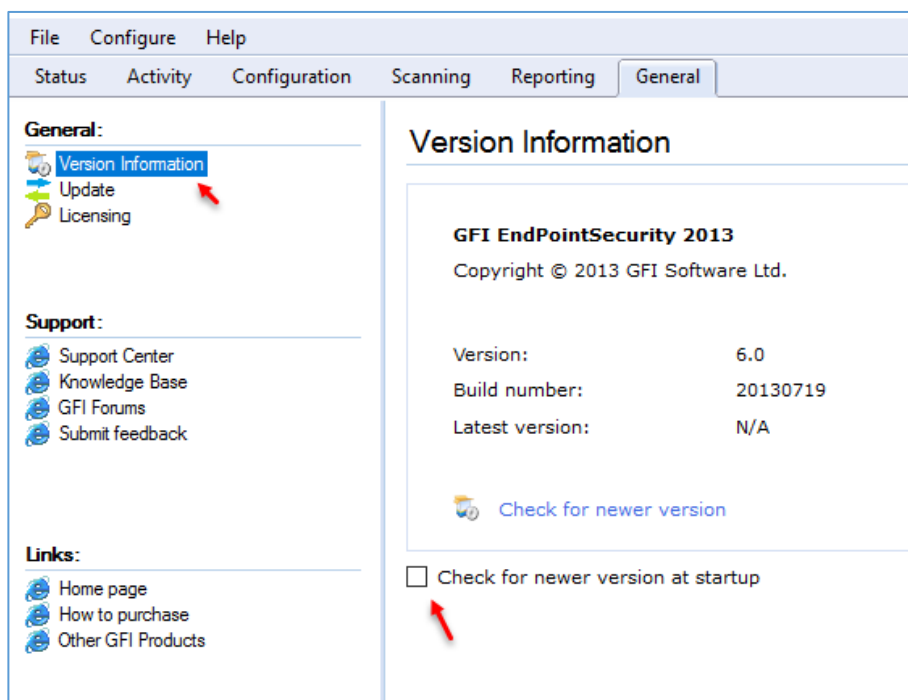 File Configure Help
Status Activity Configuration Scanning Reporting General
General:
Version Information
Update
Licensing
Support:
Support Center
Knowledge Base
GFI Forums
Submit feedback
Links:
Home page
How to purchase
Other GFI Products
Version Information
GFI EndPointSecurity 2013
Copyright © 2013 GFI Software Ltd.
Version: 6.0
Build number: 20130719
Latest version: N/A
Check for newer version
Check for newer version at startup